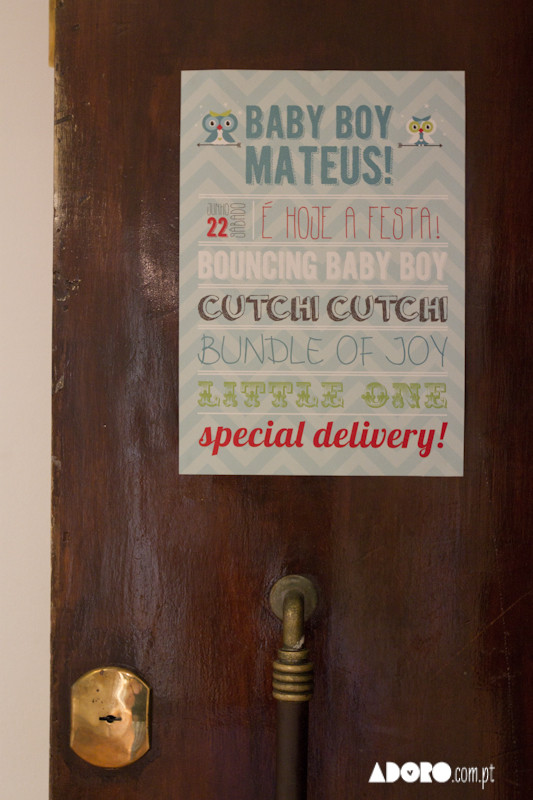 BABY BOY
MATEUS!
JUNHO
22
SÁBADO
É HOJE A FESTA!
BOUNCING BABY BOY
CUTCHI CUTCHI
BUNDLE OF JOY
LITTLE ONE
special delivery!
ADORO.com.pt